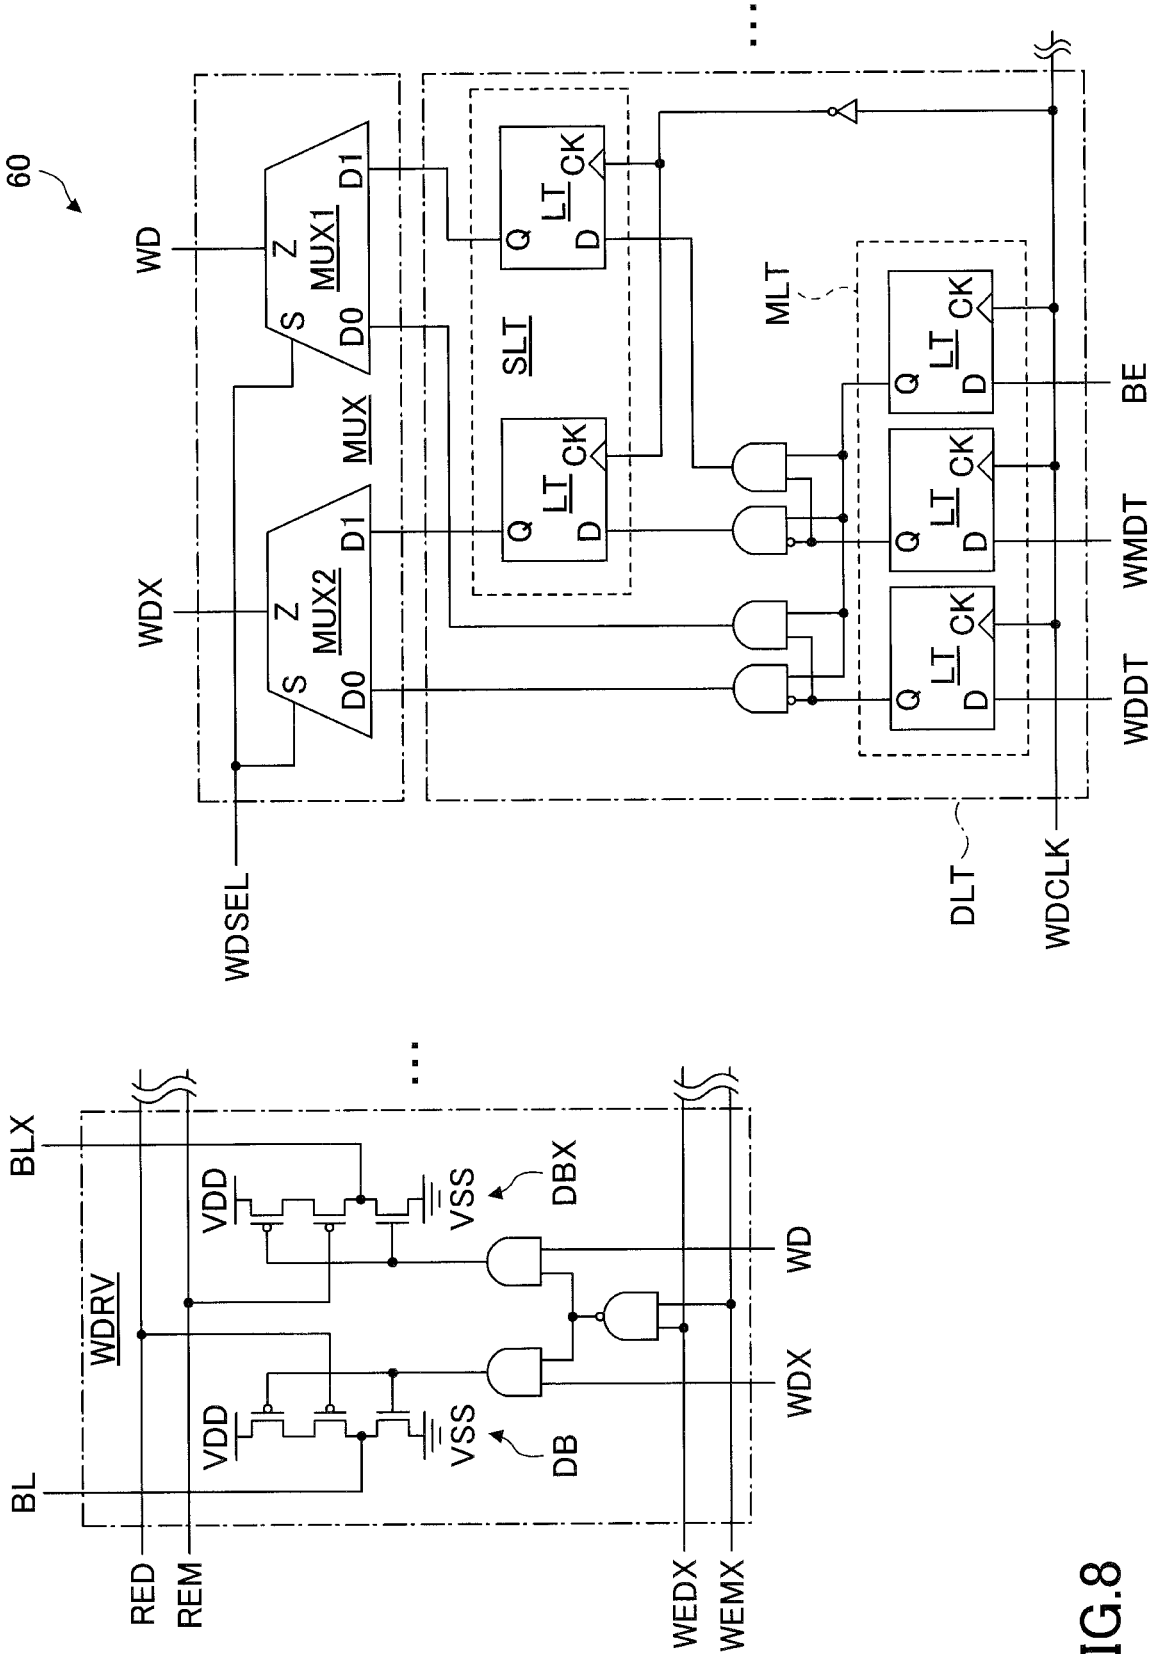 60
BL
BLX
WDX
WD
RED
REM
WDRV
VDD
VDD
VSS
VSS
DB
DBX
...
WEDX
WEMX
WDX
WD
WDSEL
S
Z
MUX2
D0
D1
MUX
S
Z
MUX1
D0
D1
SLT
Q
LT
D
CK
Q
LT
D
CK
MLT
Q
LT
D
CK
Q
LT
D
CK
Q
LT
D
CK
...
DLT
WDCLK
WDDT
WMDT
BE
IG.8